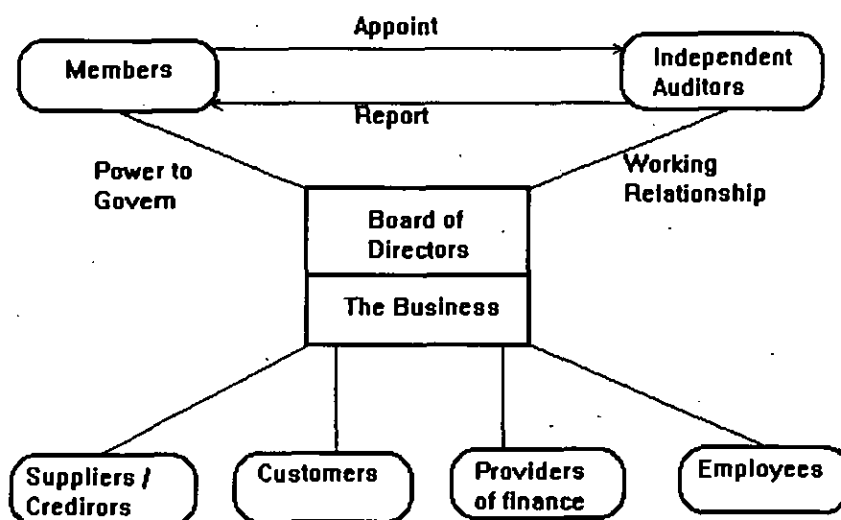 Appoint
Members
Independent
Auditors
Report
Power to
Govern
Working
Relationship
Board of
Directors
The Business
Suppliers /
Credirors
Customers
Providers
of finance
Employees